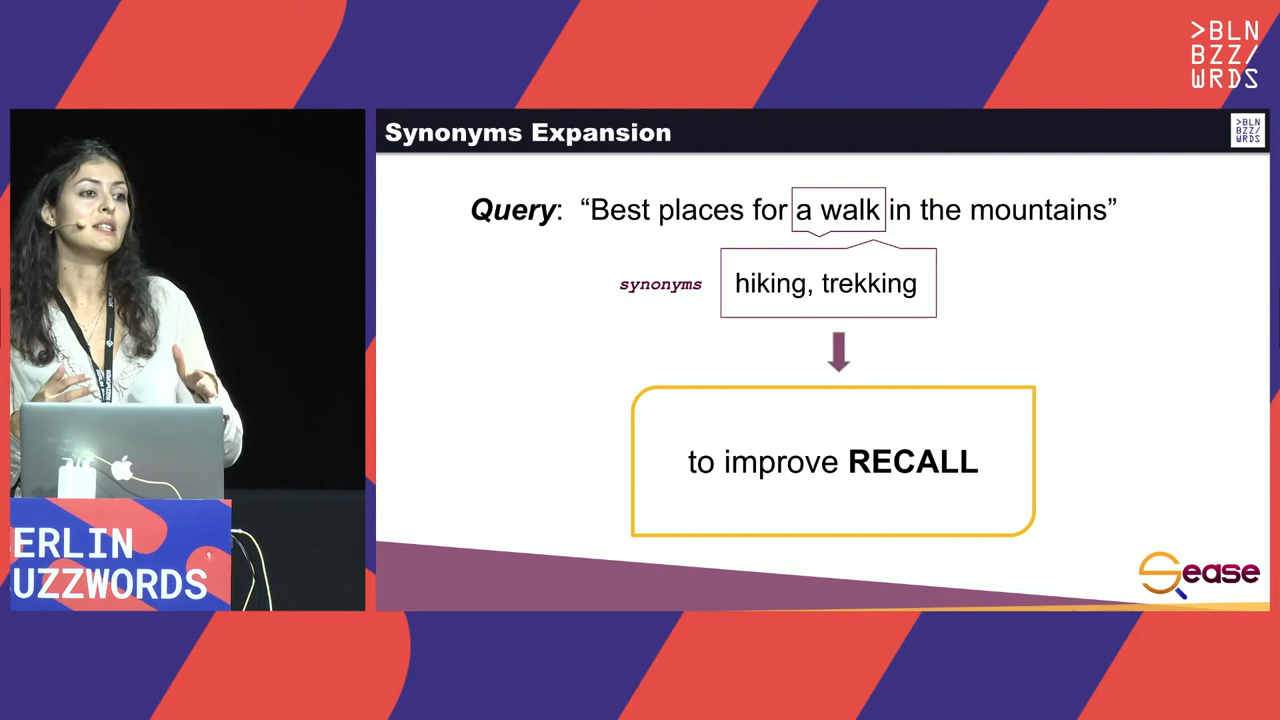 >BLN
BZZ/
WRDS
Synonyms Expansion
>BLN
BZZ/
WRDS
Query: “Best places for a walk in the mountains”
synonyms
hiking, trekking
to improve RECALL
ERLIN
UZZWORDS
Sease